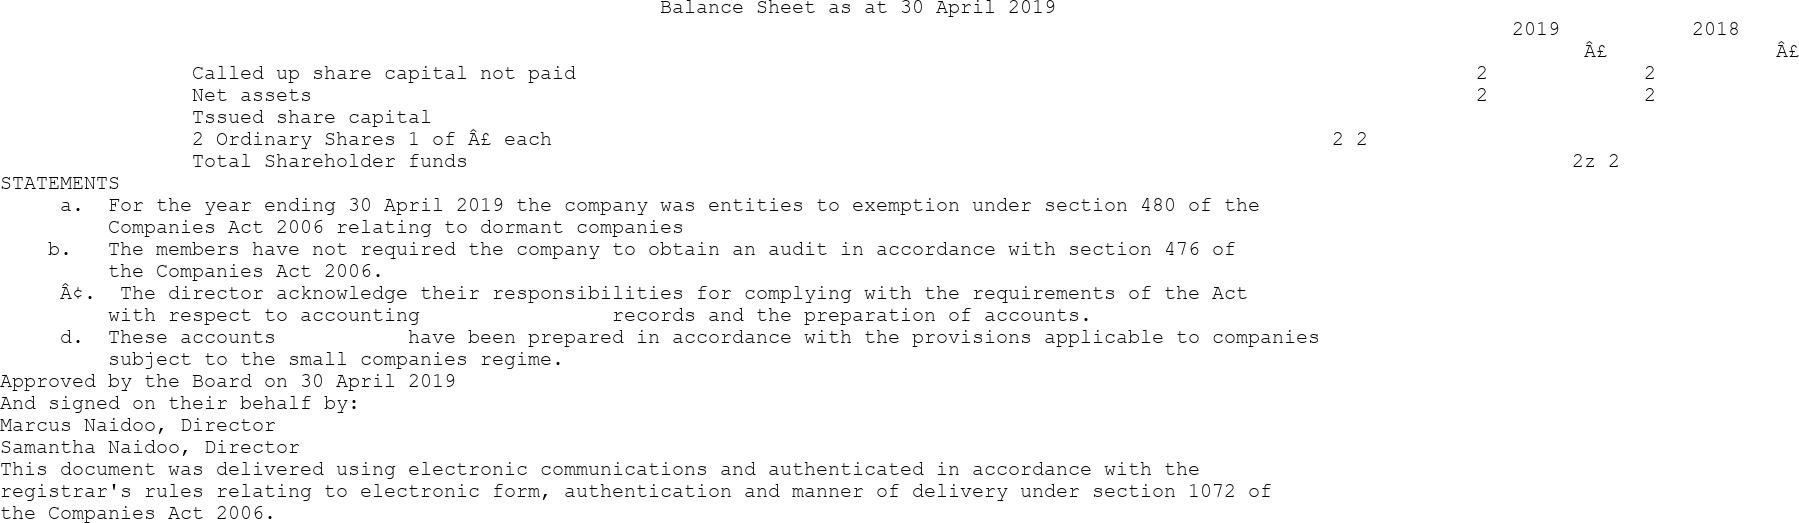 Balance Sheet as at 30 April 2019
2019 2018
Â£ Â£
Called up share capital not paid 2 2
Net assets 2 2
Tssued share capital
2 Ordinary Shares 1 of Â£ each 2 2
Total Shareholder funds 2z 2
STATEMENTS
a. For the year ending 30 April 2019 the company was entities to exemption under section 480 of the
Companies Act 2006 relating to dormant companies
b. The members have not required the company to obtain an audit in accordance with section 476 of
the Companies Act 2006.
Â¢. The director acknowledge their responsibilities for complying with the requirements of the Act
with respect to accounting records and the preparation of accounts.
d. These accounts have been prepared in accordance with the provisions applicable to companies
subject to the small companies regime.
Approved by the Board on 30 April 2019
And signed on their behalf by:
Marcus Naidoo, Director
Samantha Naidoo, Director
This document was delivered using electronic communications and authenticated in accordance with the
registrar's rules relating to electronic form, authentication and manner of delivery under section 1072 of
the Companies Act 2006.